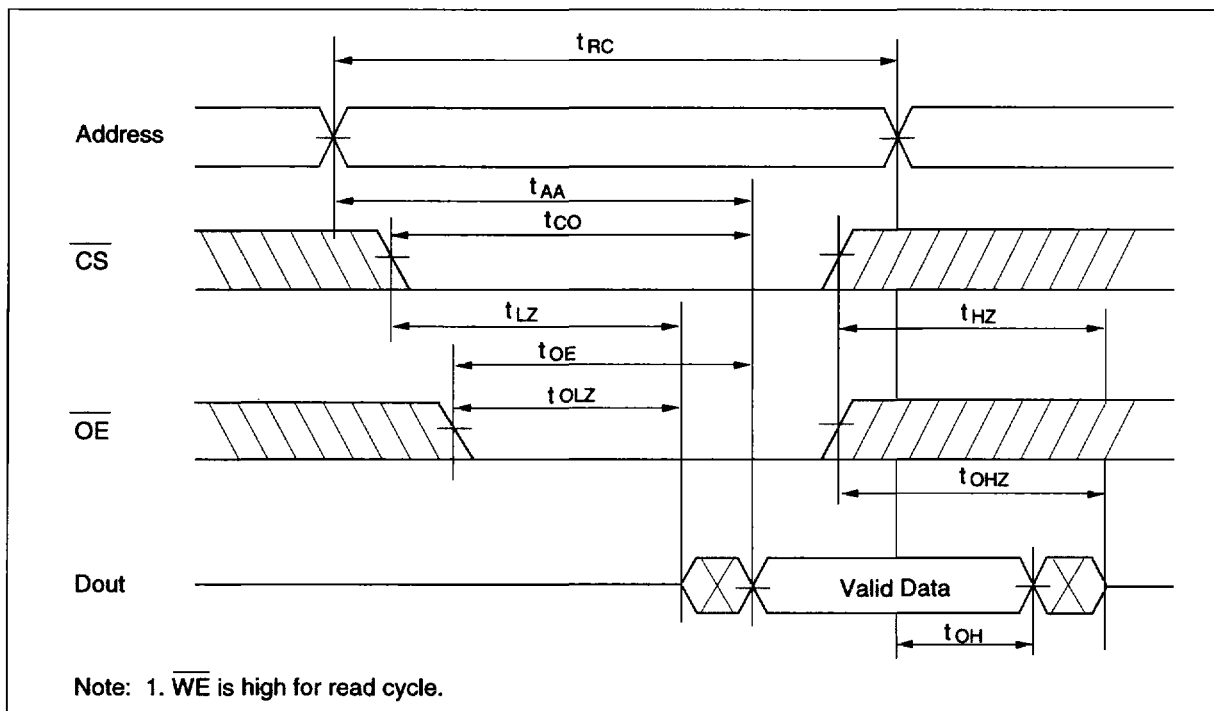 tRC
Address
tAA
tCO
CS
tLZ
tHZ
tOE
tOLZ
OE
tOHZ
Dout
Valid Data
tOH
Note: 1. WE is high for read cycle.